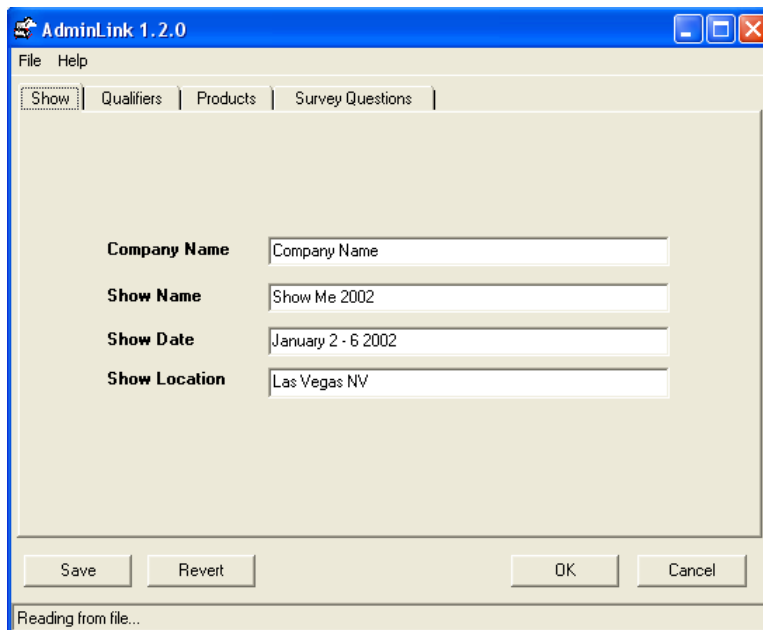 AdminLink 1.2.0
File Help
Show Qualifiers Products Survey Questions
Company Name Company Name
Show Name Show Me 2002
Show Date January 2 - 6 2002
Show Location Las Vegas NV
Save Revert OK Cancel
Reading from file...